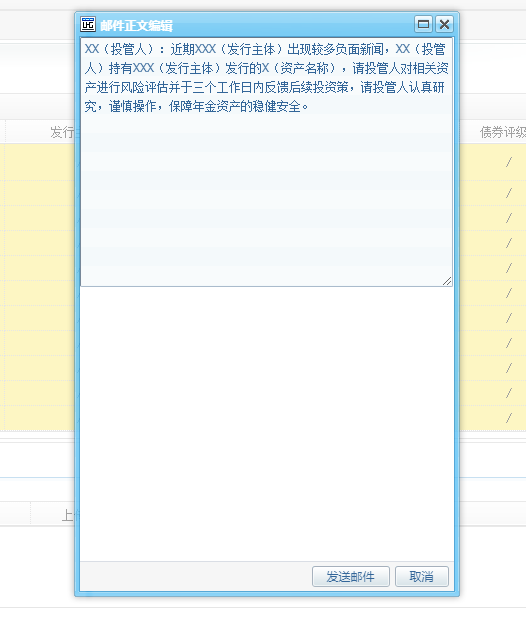 邮件正文编辑
XX（投管人）：近期XXX（发行主体）出现较多负面新闻，XX（投管
人）持有XXX（发行主体）发行的X（资产名称），请投管人对相关资
产进行风险评估并于三个工作日内反馈后续投资策，请投管人认真研
究，谨慎操作，保障年金资产的稳健安全。
发行
债券评级
/
/
/
/
/
/
/
/
/
/
/
上
发送邮件
取消